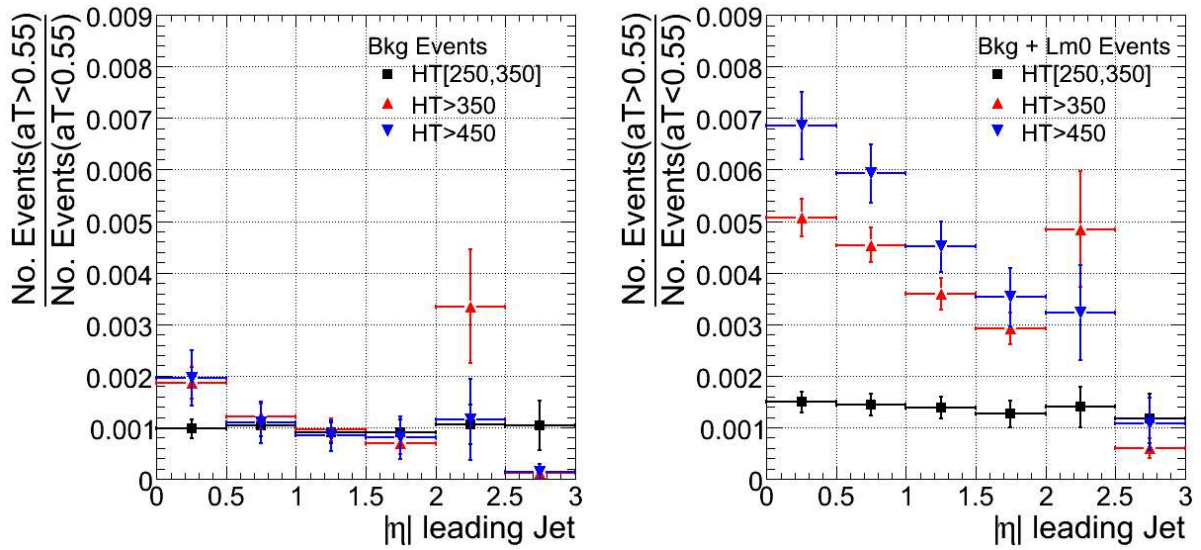 No. Events(aT>0.55)
No. Events(aT<0.55)
0.009
0.008
0.007
0.006
0.005
0.004
0.003
0.002
0.001
0
Bkg Events
HT[250,350]
HT>350
HT>450
0 0.5 1 1.5 2 2.5 3
|η| leading Jet
No. Events(aT>0.55)
No. Events(aT<0.55)
0.009
0.008
0.007
0.006
0.005
0.004
0.003
0.002
0.001
0
Bkg + Lm0 Events
HT[250,350]
HT>350
HT>450
0 0.5 1 1.5 2 2.5 3
|η| leading Jet